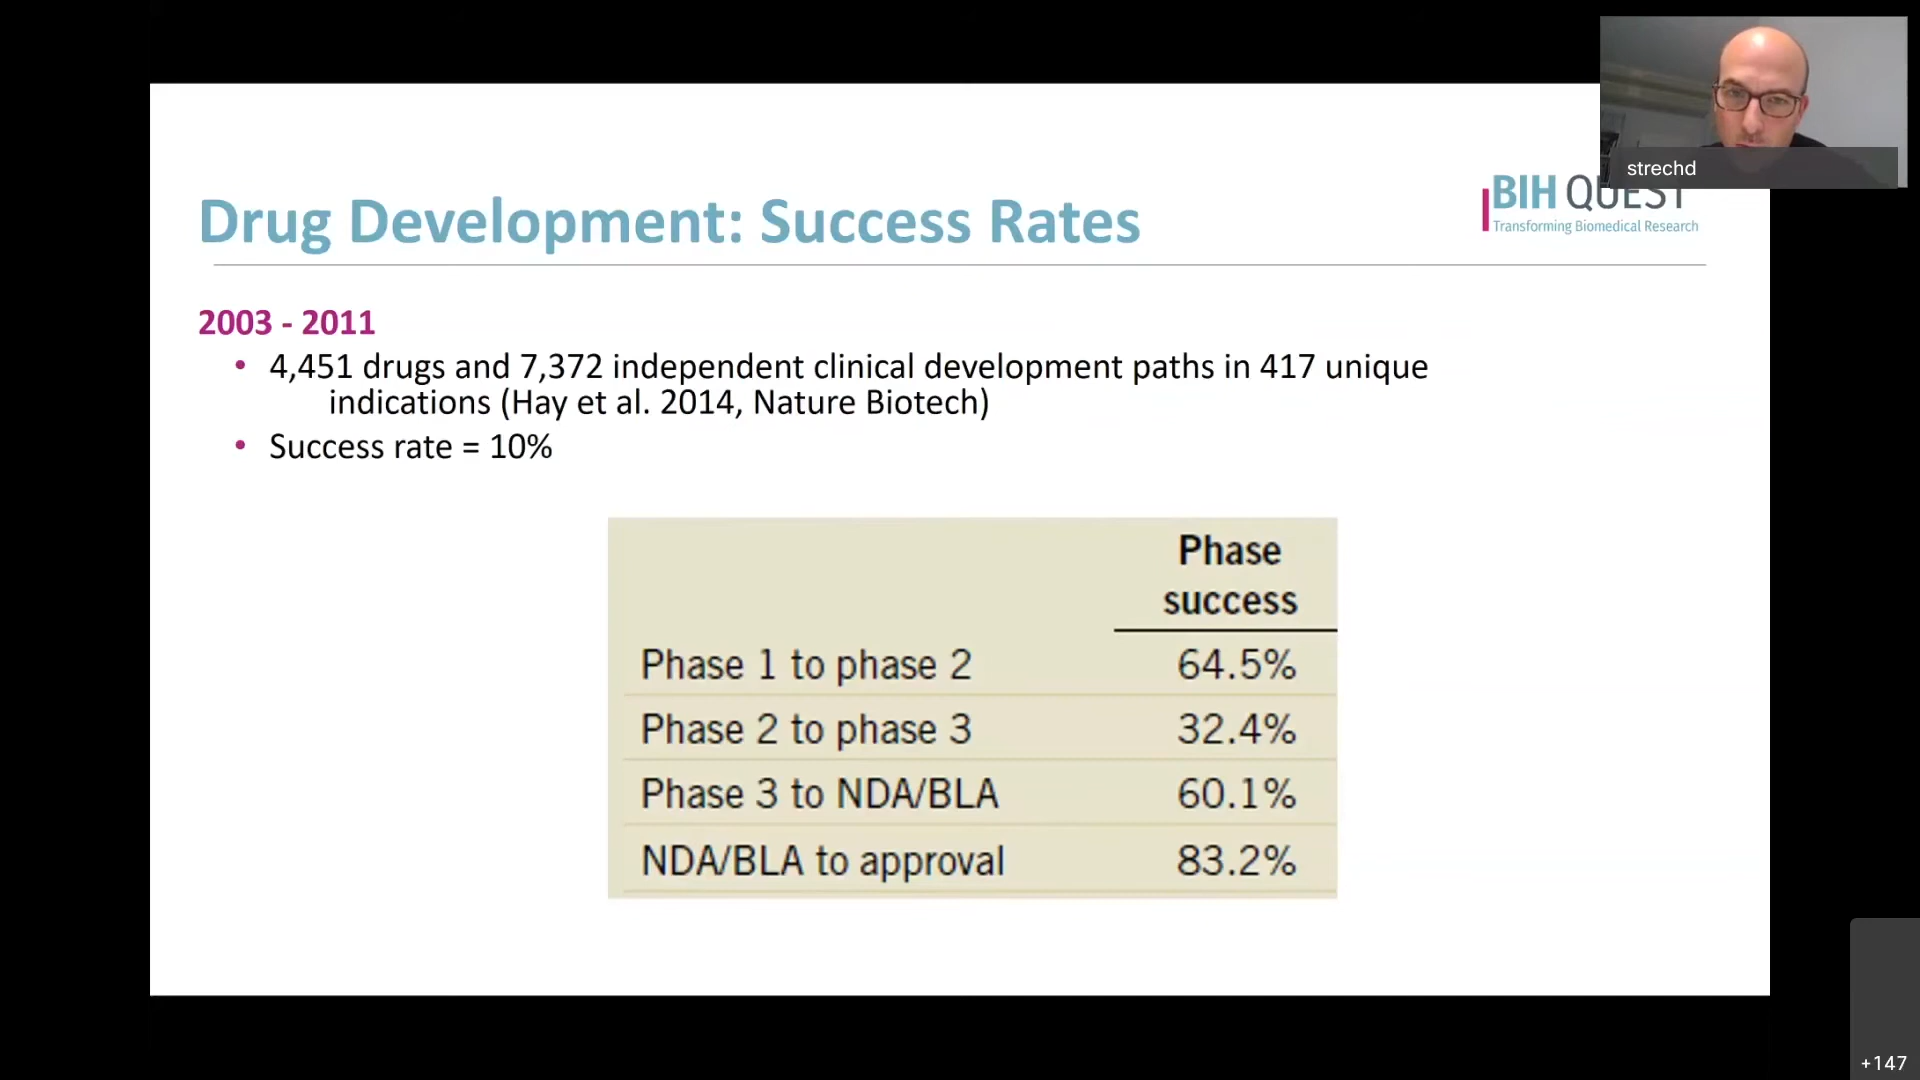 strechd
BIH QUEST
Transforming Biomedical Research
Drug Development: Success Rates
2003 - 2011
• 4,451 drugs and 7,372 independent clinical development paths in 417 unique
indications (Hay et al. 2014, Nature Biotech)
• Success rate = 10%
Phase
success
Phase 1 to phase 2 64.5%
Phase 2 to phase 3 32.4%
Phase 3 to NDA/BLA 60.1%
NDA/BLA to approval 83.2%
+147